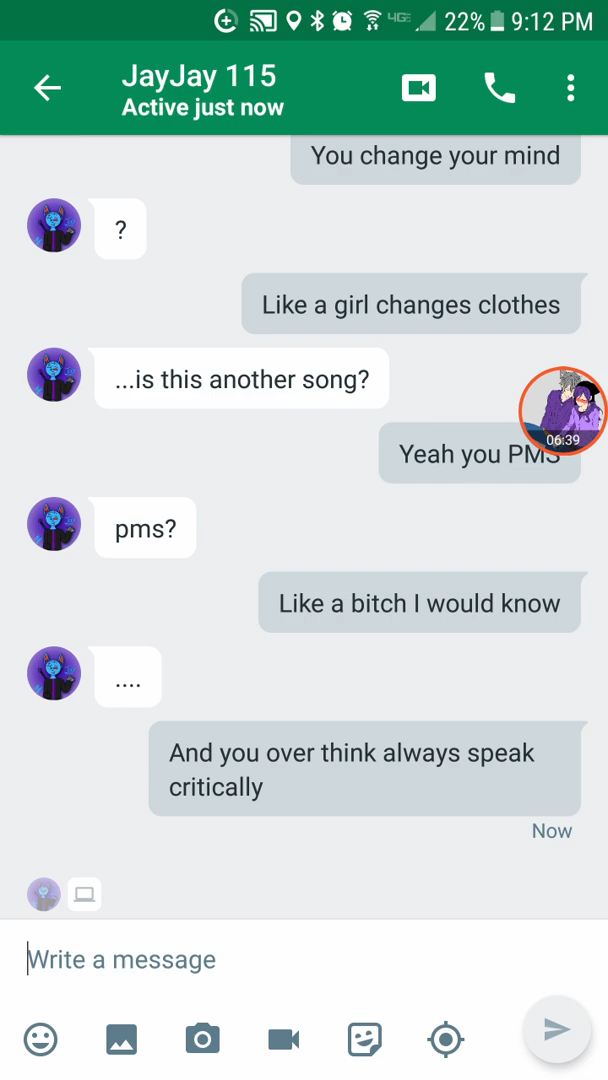 22% 9:12 PM
JayJay 115
Active just now
You change your mind
?
Like a girl changes clothes
...is this another song?
06:39
Yeah you PMS
pms?
Like a bitch I would know
....
And you over think always speak
critically
Now
Write a message